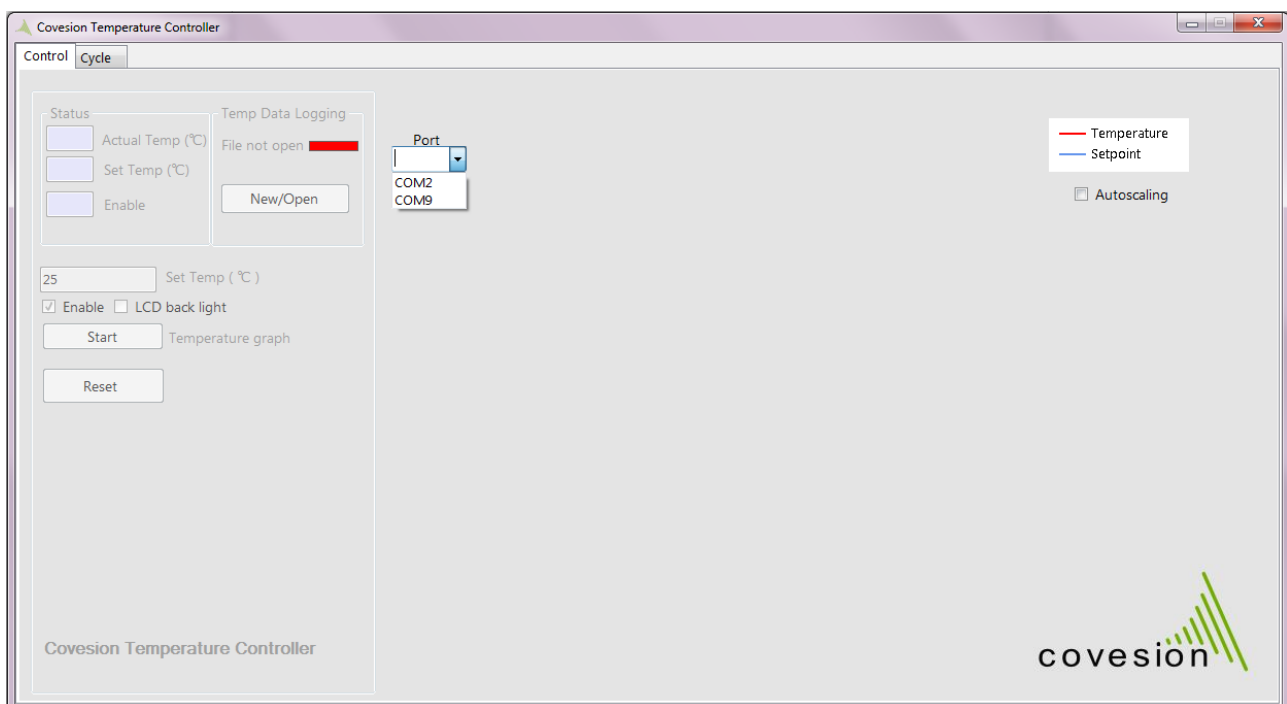 Covesion Temperature Controller
Control Cycle
Status
Actual Temp (℃)
Set Temp (℃)
Enable
Temp Data Logging
File not open
New/Open
Port
COM2
COM9
Temperature
Setpoint
Autoscaling
25 Set Temp ( ℃ )
Enable LCD back light
Start Temperature graph
Reset
Covesion Temperature Controller
covesion